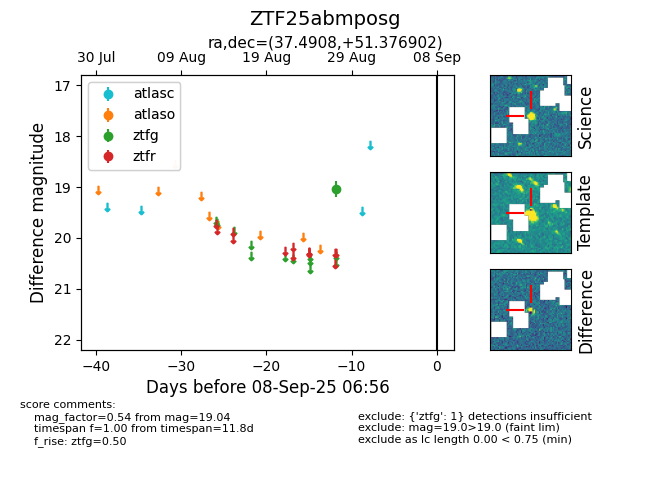 ZTF25abmposg
ra,dec=(37.4908,+51.376902)
30 Jul 09 Aug 19 Aug 29 Aug 08 Sep
17
18
19
20
21
22
Difference magnitude
atlasc
atlaso
ztfg
ztfr
−40 −30 −20 −10 0
Days before 08-Sep-25 06:56
Science
Template
Difference
score comments:
mag_factor=0.54 from mag=19.04
timespan f=1.00 from timespan=11.8d
f_rise: ztfg=0.50
exclude: {'ztfg': 1} detections insufficient
exclude: mag=19.0>19.0 (faint lim)
exclude as lc length 0.00 < 0.75 (min)